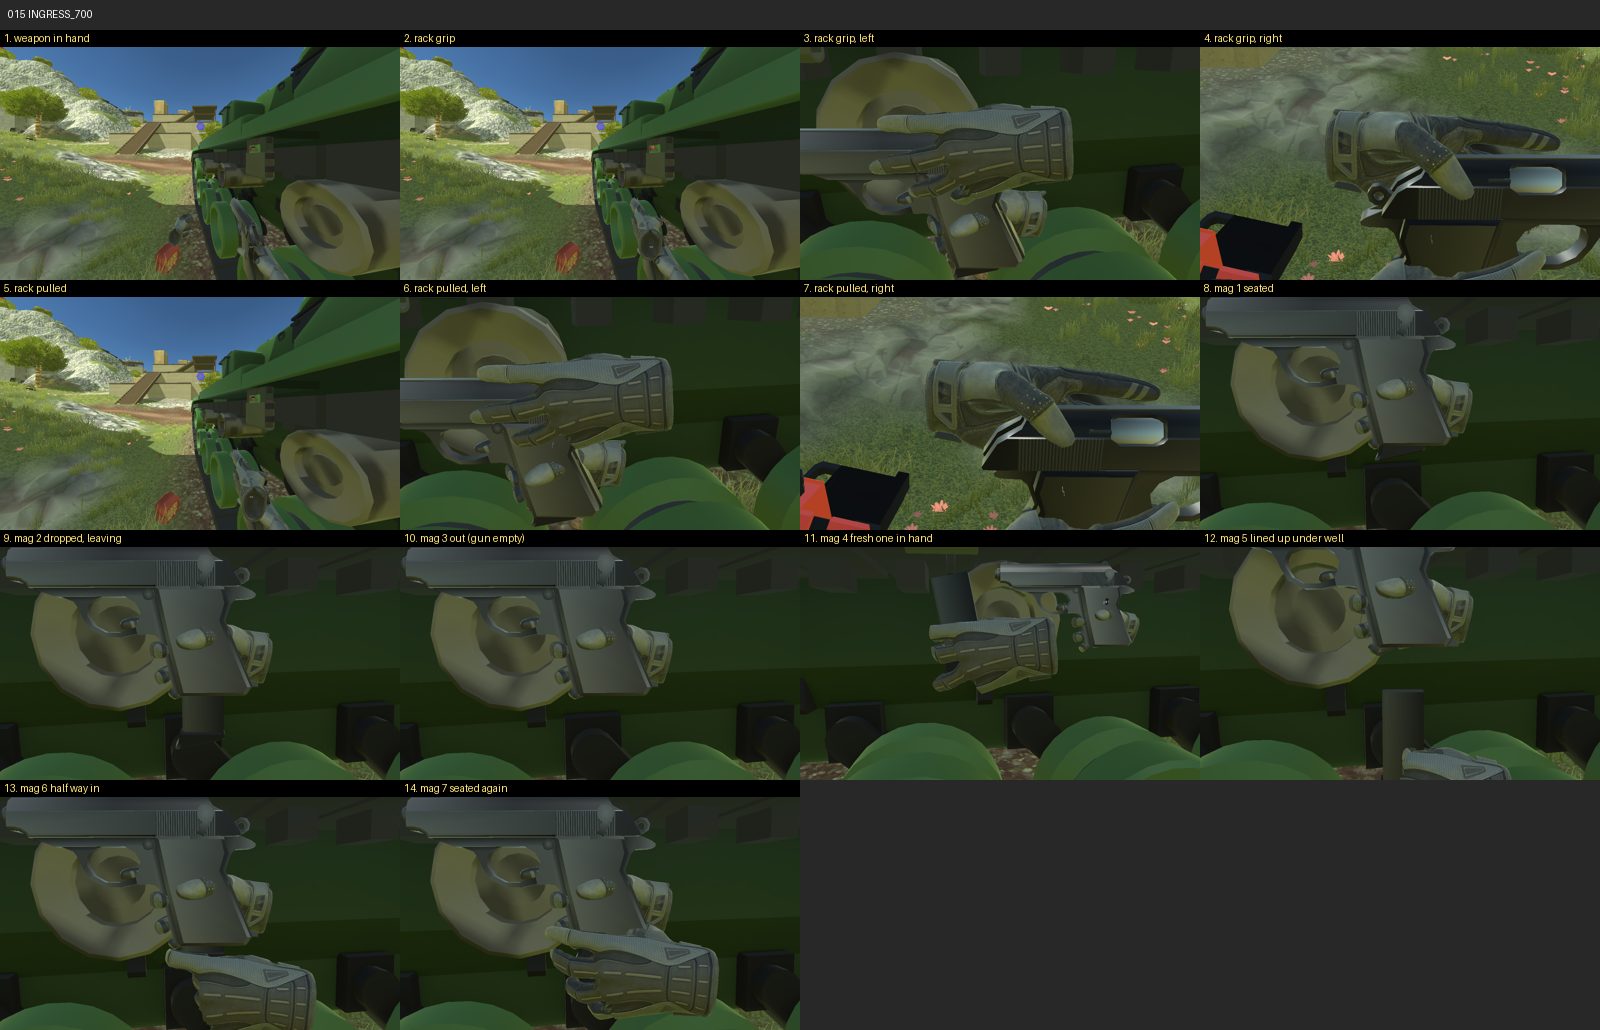 015 INGRESS_700
1. weapon in hand
2. rack grip
3. rack grip, left
4. rack grip, right
5. rack pulled
6. rack pulled, left
7. rack pulled, right
8. mag 1 seated
9. mag 2 dropped, leaving
10. mag 3 out (gun empty)
11. mag 4 fresh one in hand
12. mag 5 lined up under well
13. mag 6 half way in
14. mag 7 seated again